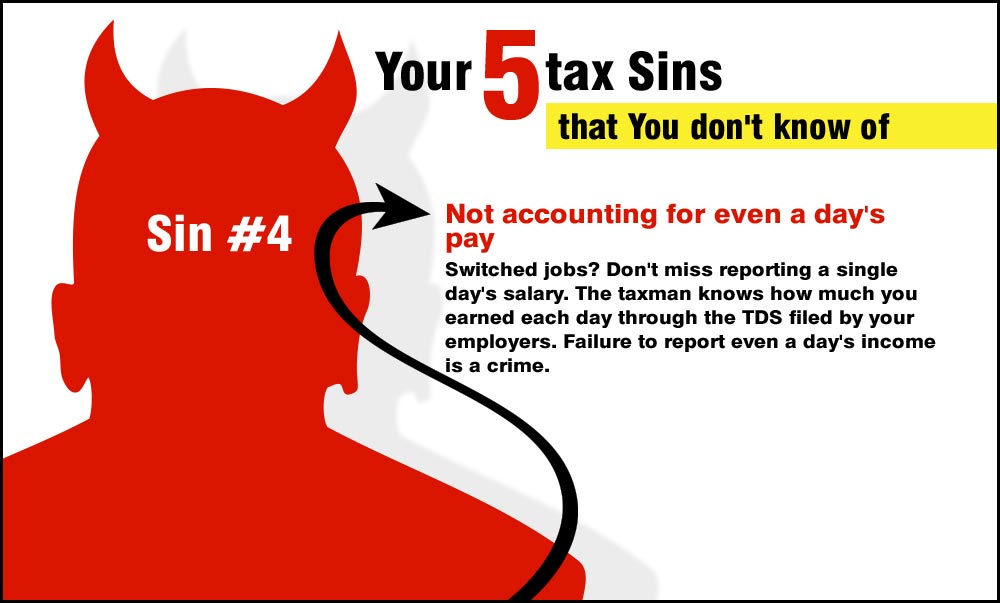 Your 5 tax Sins
that You don't know of
Sin #4
Not accounting for even a day's
pay
Switched jobs? Don't miss reporting a single
day's salary. The taxman knows how much you
earned each day through the TDS filed by your
employers. Failure to report even a day's income
is a crime.